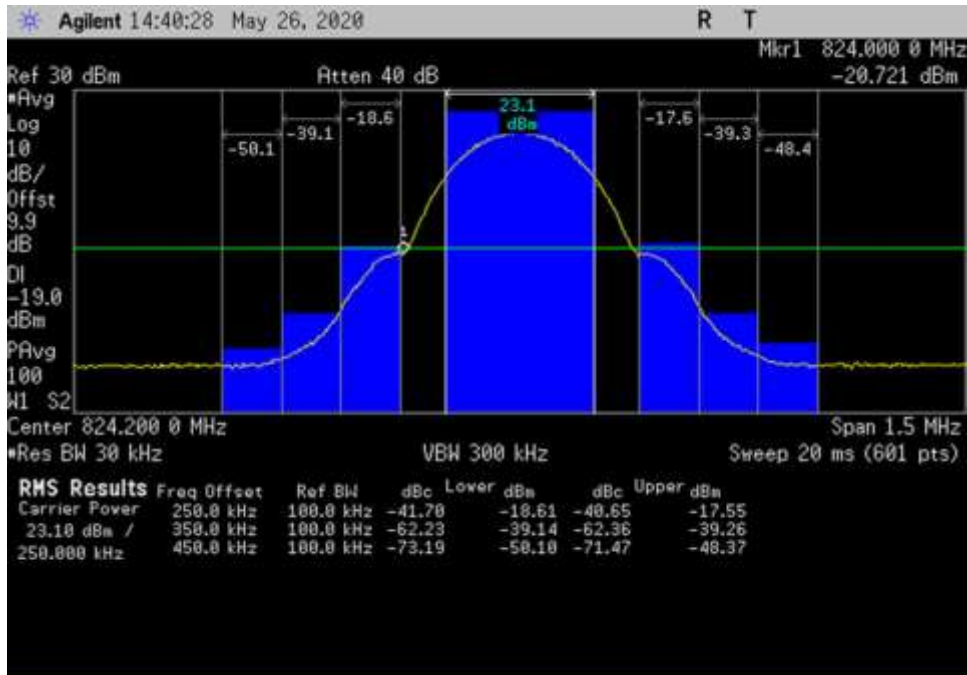 Agilent 14:40:28 May 26, 2020 R T
Mkr1 824.000 0 MHz
Ref 30 dBm Atten 40 dB -20.721 dBm
#Avg
Log
10
dB/
Offst
9.9
dB
DI
-19.0
dBm
PAvg
100
W1 S2
-50.1 -39.1 -18.6 23.1 dBm -17.6 -39.3 -48.4
1
Center 824.200 0 MHz Span 1.5 MHz
#Res BW 30 kHz VBW 300 kHz Sweep 20 ms (601 pts)
RMS Results Freq Offset Ref BW dBc Lower dBm dBc Upper dBm
Carrier Power 250.0 kHz 100.0 kHz -41.70 -18.61 -40.65 -17.55
23.10 dBm / 350.0 kHz 100.0 kHz -62.23 -39.14 -62.36 -39.26
250.000 kHz 450.0 kHz 100.0 kHz -73.19 -50.10 -71.47 -48.37